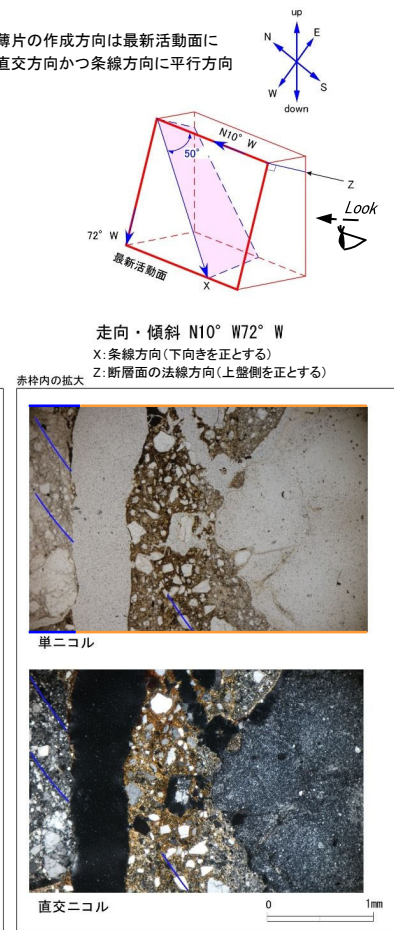 薄片の作成方向は最新活動面に
直交方向かつ条線方向に平行方向
up
N
E
W
S
down
N10° W
50°
Z
Look
72° W
最新活動面
X
走向・傾斜 N10° W72° W
X:条線方向(下向きを正とする)
Z:断層面の法線方向(上盤側を正とする)
赤枠内の拡大
単ニコル
直交ニコル
0
1mm